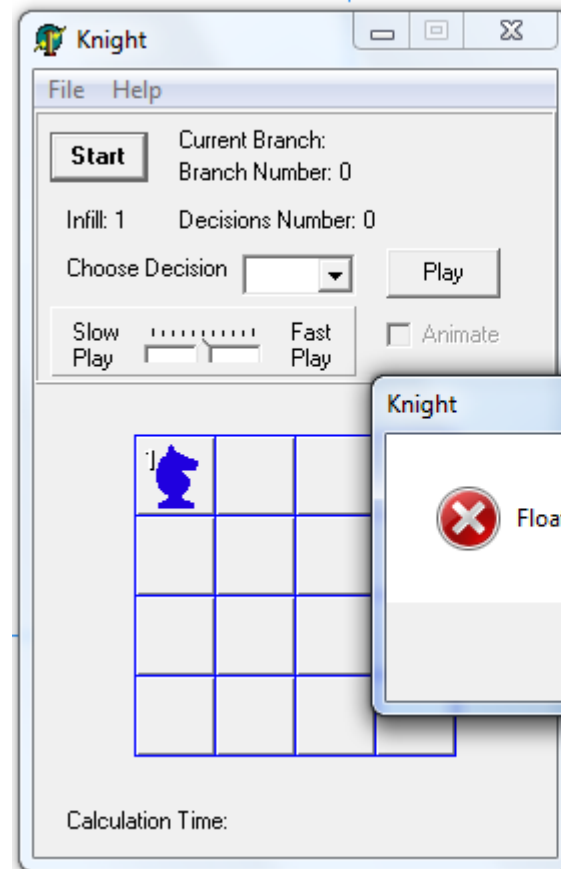 Knight
File Help
Start
Current Branch:
Branch Number: 0
Infill: 1
Decisions Number: 0
Choose Decision
Play
Slow Play
Fast Play
Animate
Knight
1
Calculation Time: